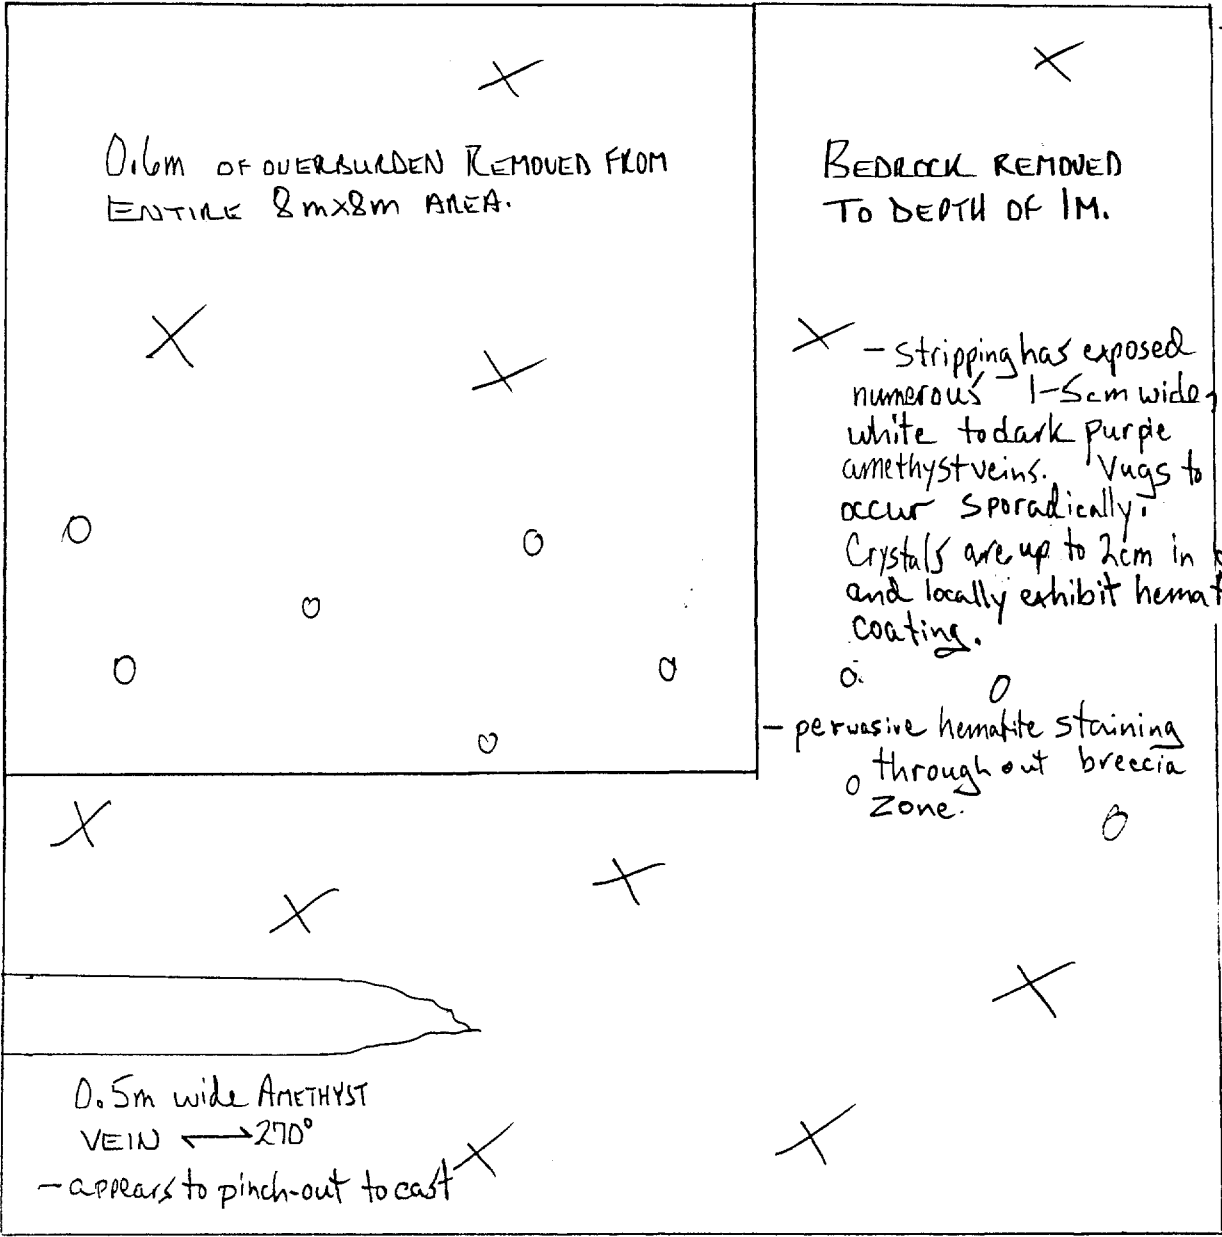 0.6m OF OVERBURDEN REMOVED FROM
ENTIRE 8mx8m AREA.
BEDROCK REMOVED
TO DEPTH OF 1M.
- stripping has exposed
numerous 1-5cm wide
white to dark purple
amethyst veins. Vugs to
occur sporadically.
Crystals are up to 2cm in
and locally exhibit hemat
coating.
- pervasive hematite staining
throughout breccia
zone.
0.5m wide AMETHYST
VEIN ⟷ 270°
- appears to pinch-out to east